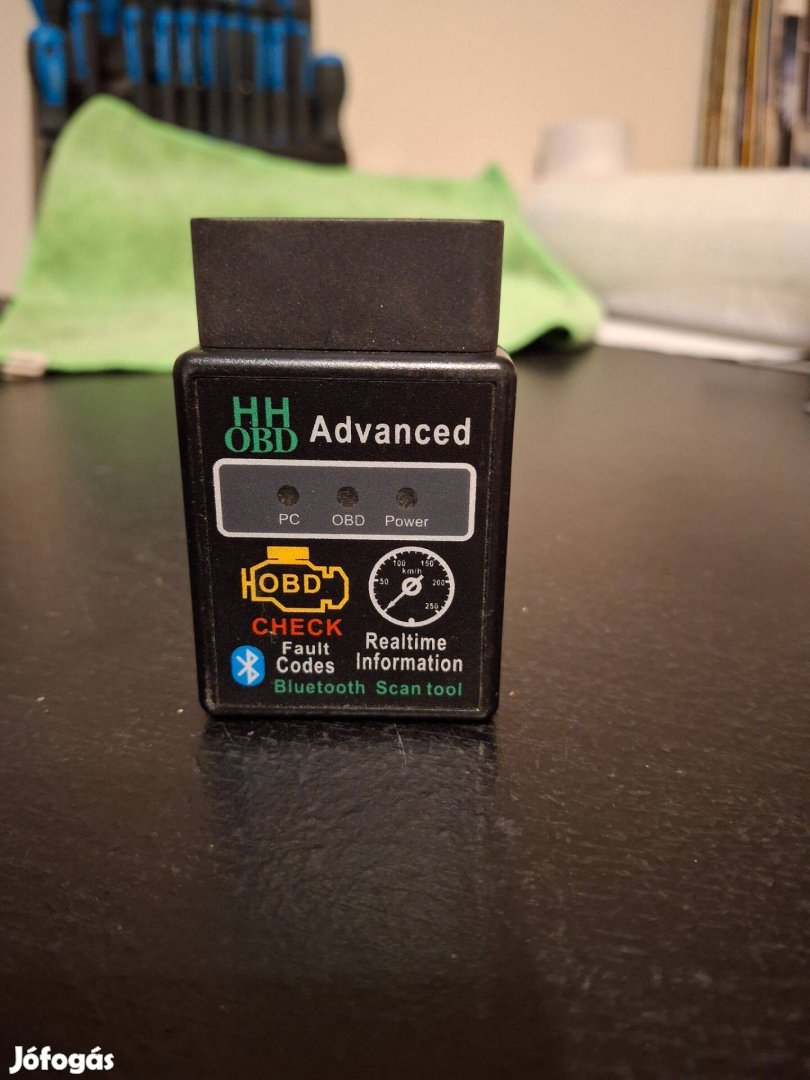 HH
OBD Advanced
PC OBD Power
OBD
50 100 150 200 250
km/h
CHECK
Fault
Codes
Realtime
Information
Bluetooth Scan tool
Jófogás